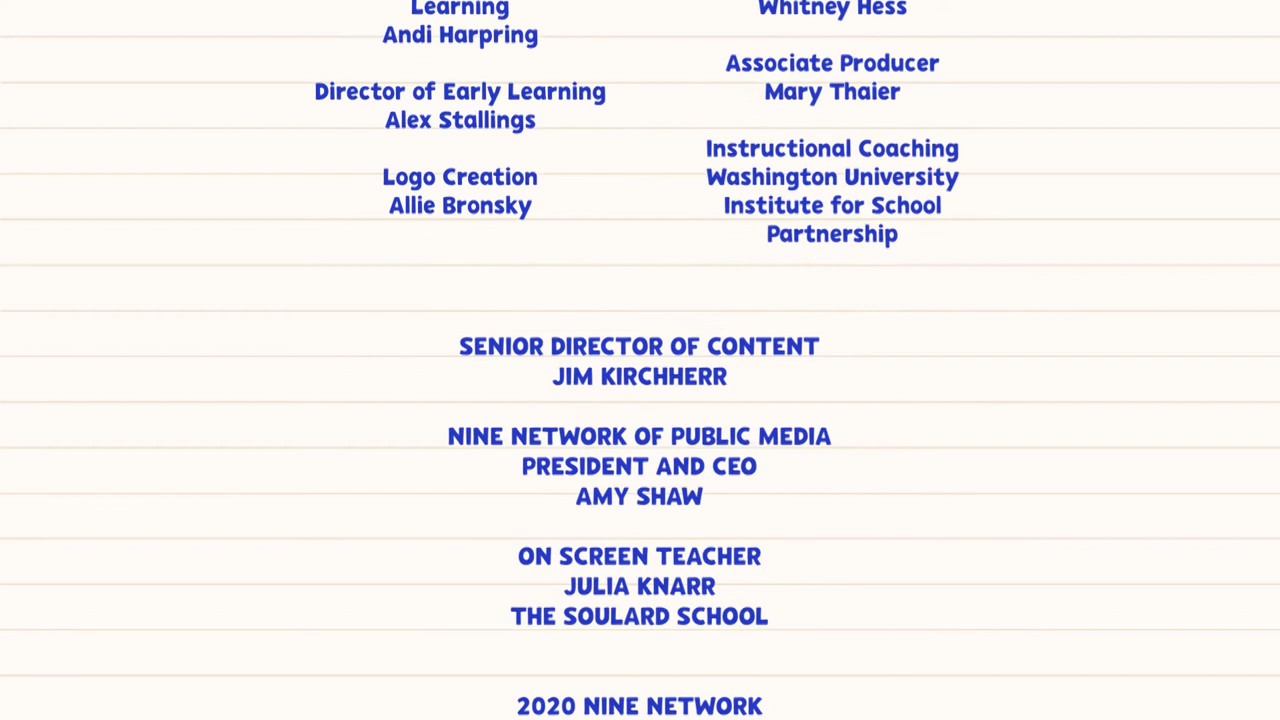 Learning
Andi Harpring
Director of Early Learning
Alex Stallings
Logo Creation
Allie Bronsky
Whitney Hess
Associate Producer
Mary Thaier
Instructional Coaching
Washington University
Institute for School
Partnership
SENIOR DIRECTOR OF CONTENT
JIM KIRCHHERR
NINE NETWORK OF PUBLIC MEDIA
PRESIDENT AND CEO
AMY SHAW
ON SCREEN TEACHER
JULIA KNARR
THE SOULARD SCHOOL
2020 NINE NETWORK